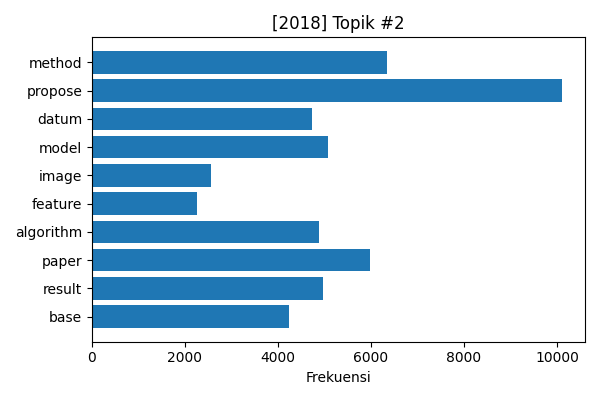 [2018] Topik #2
method
propose
datum
model
image
feature
algorithm
paper
result
base
0 2000 4000 6000 8000 10000
Frekuensi